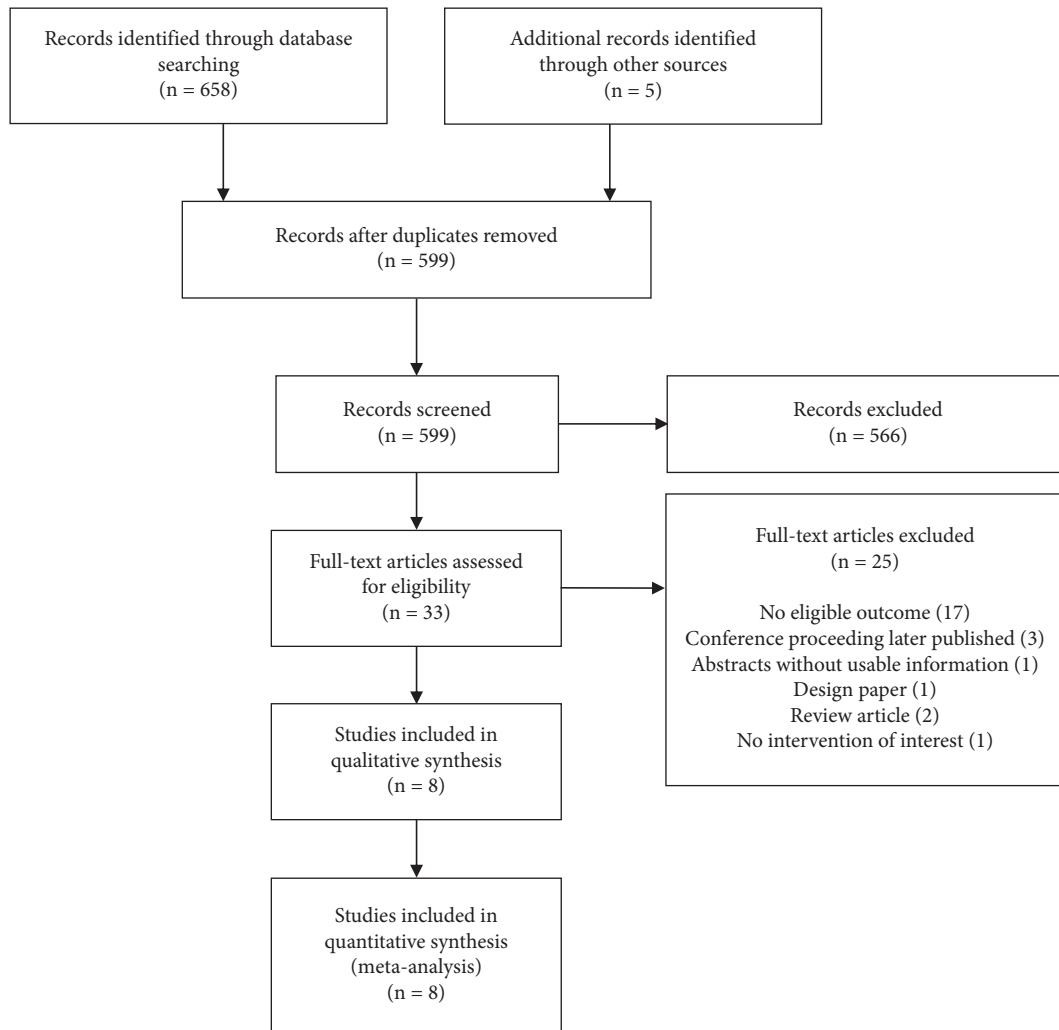 Records identified through database
searching
(n = 658)
Additional records identified
through other sources
(n = 5)
Records after duplicates removed
(n = 599)
Records screened
(n = 599)
Records excluded
(n = 566)
Full-text articles assessed
for eligibility
(n = 33)
Full-text articles excluded
(n = 25)
No eligible outcome (17)
Conference proceeding later published (3)
Abstracts without usable information (1)
Design paper (1)
Review article (2)
No intervention of interest (1)
Studies included in
qualitative synthesis
(n = 8)
Studies included in
quantitative synthesis
(meta-analysis)
(n = 8)